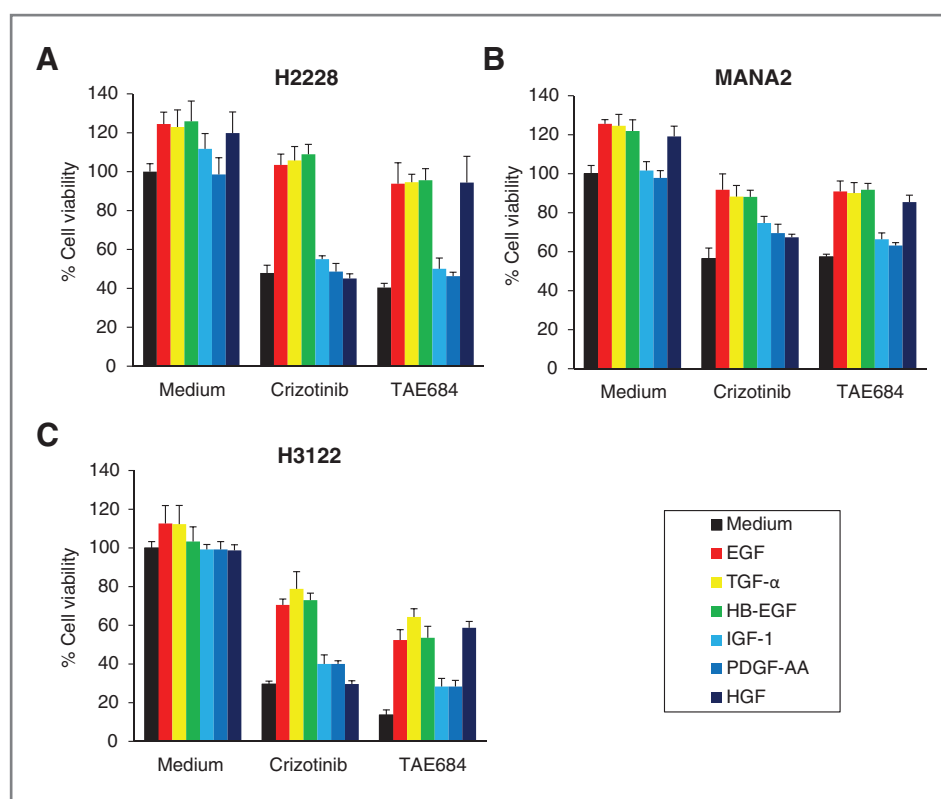 A
H2228
% Cell viability
140
120
100
80
60
40
20
0
Medium Crizotinib TAE684
B
MANA2
% Cell viability
140
120
100
80
60
40
20
0
Medium Crizotinib TAE684
C
H3122
% Cell viability
140
120
100
80
60
40
20
0
Medium Crizotinib TAE684
Medium
EGF
TGF-α
HB-EGF
IGF-1
PDGF-AA
HGF